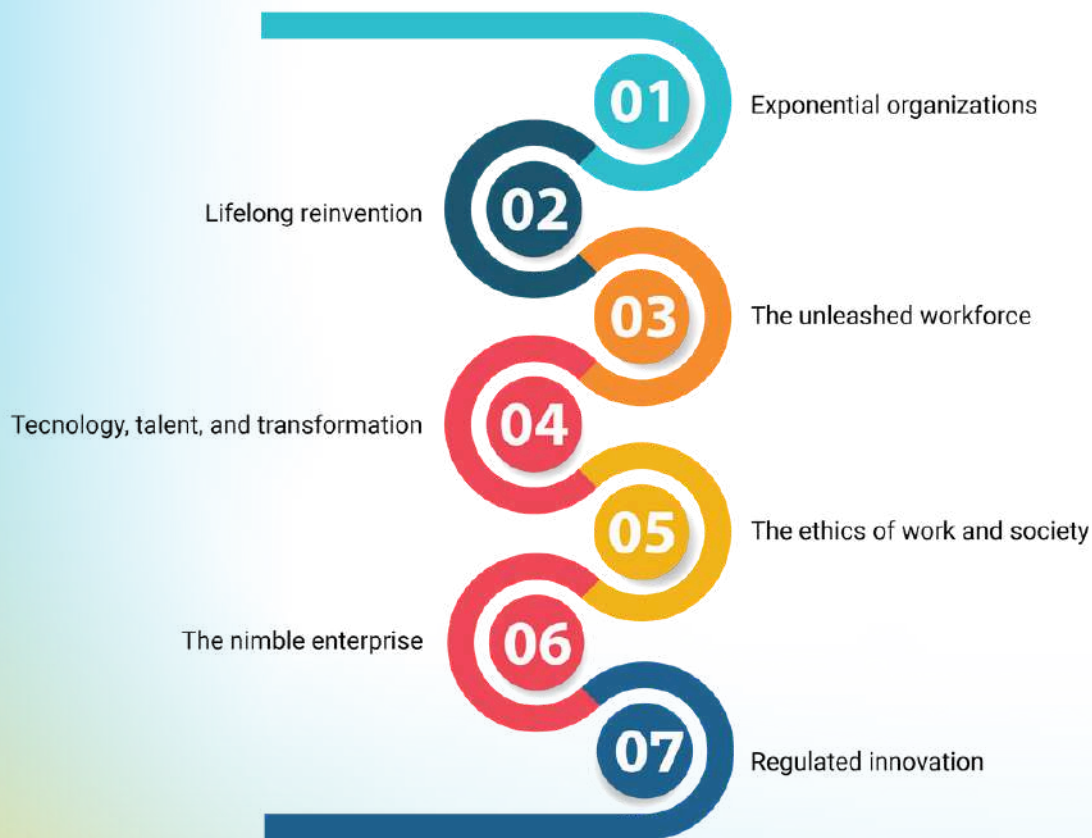 01
Exponential organizations
02
Lifelong reinvention
03
The unleashed workforce
04
Tecnology, talent, and transformation
05
The ethics of work and society
06
The nimble enterprise
07
Regulated innovation